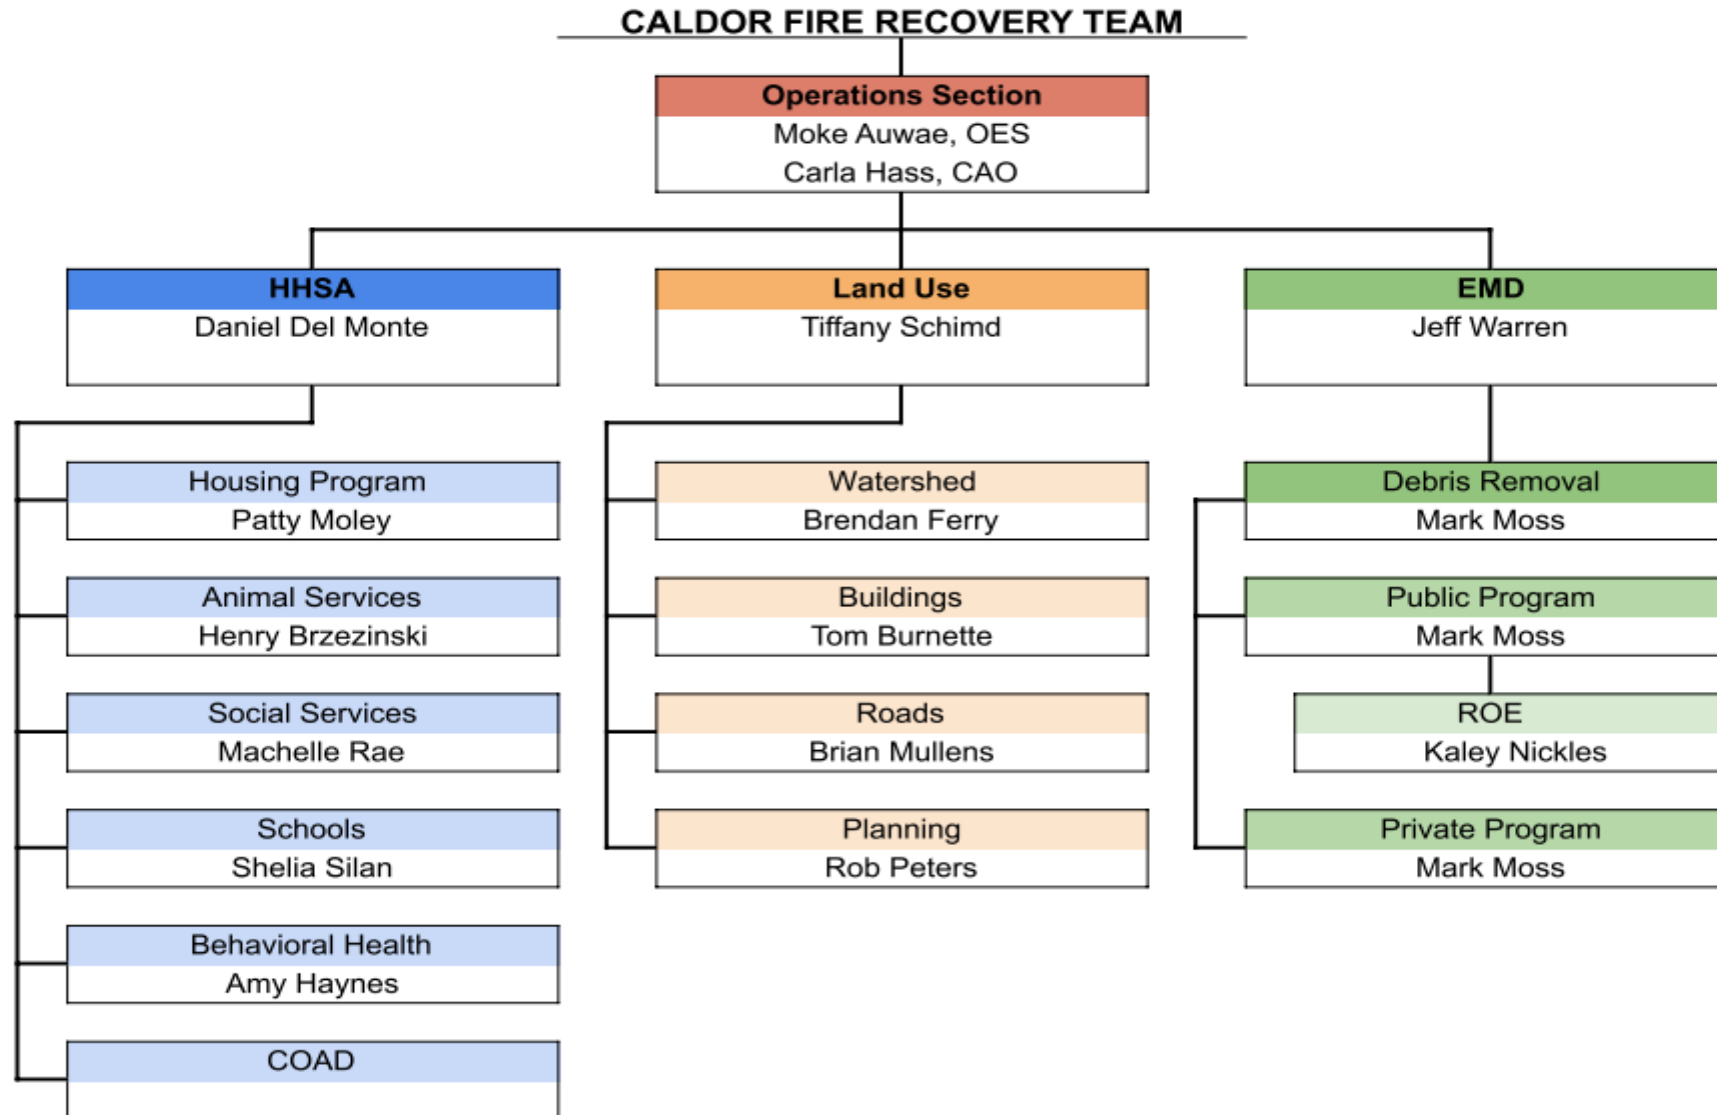 CALDOR FIRE RECOVERY TEAM
Operations Section
Moke Auwae, OES
Carla Hass, CAO
HHSA
Daniel Del Monte
Land Use
Tiffany Schimd
EMD
Jeff Warren
Housing Program
Patty Moley
Animal Services
Henry Brzezinski
Social Services
Machelle Rae
Schools
Shelia Silan
Behavioral Health
Amy Haynes
COAD
Watershed
Brendan Ferry
Buildings
Tom Burnette
Roads
Brian Mullens
Planning
Rob Peters
Debris Removal
Mark Moss
Public Program
Mark Moss
ROE
Kaley Nickles
Private Program
Mark Moss